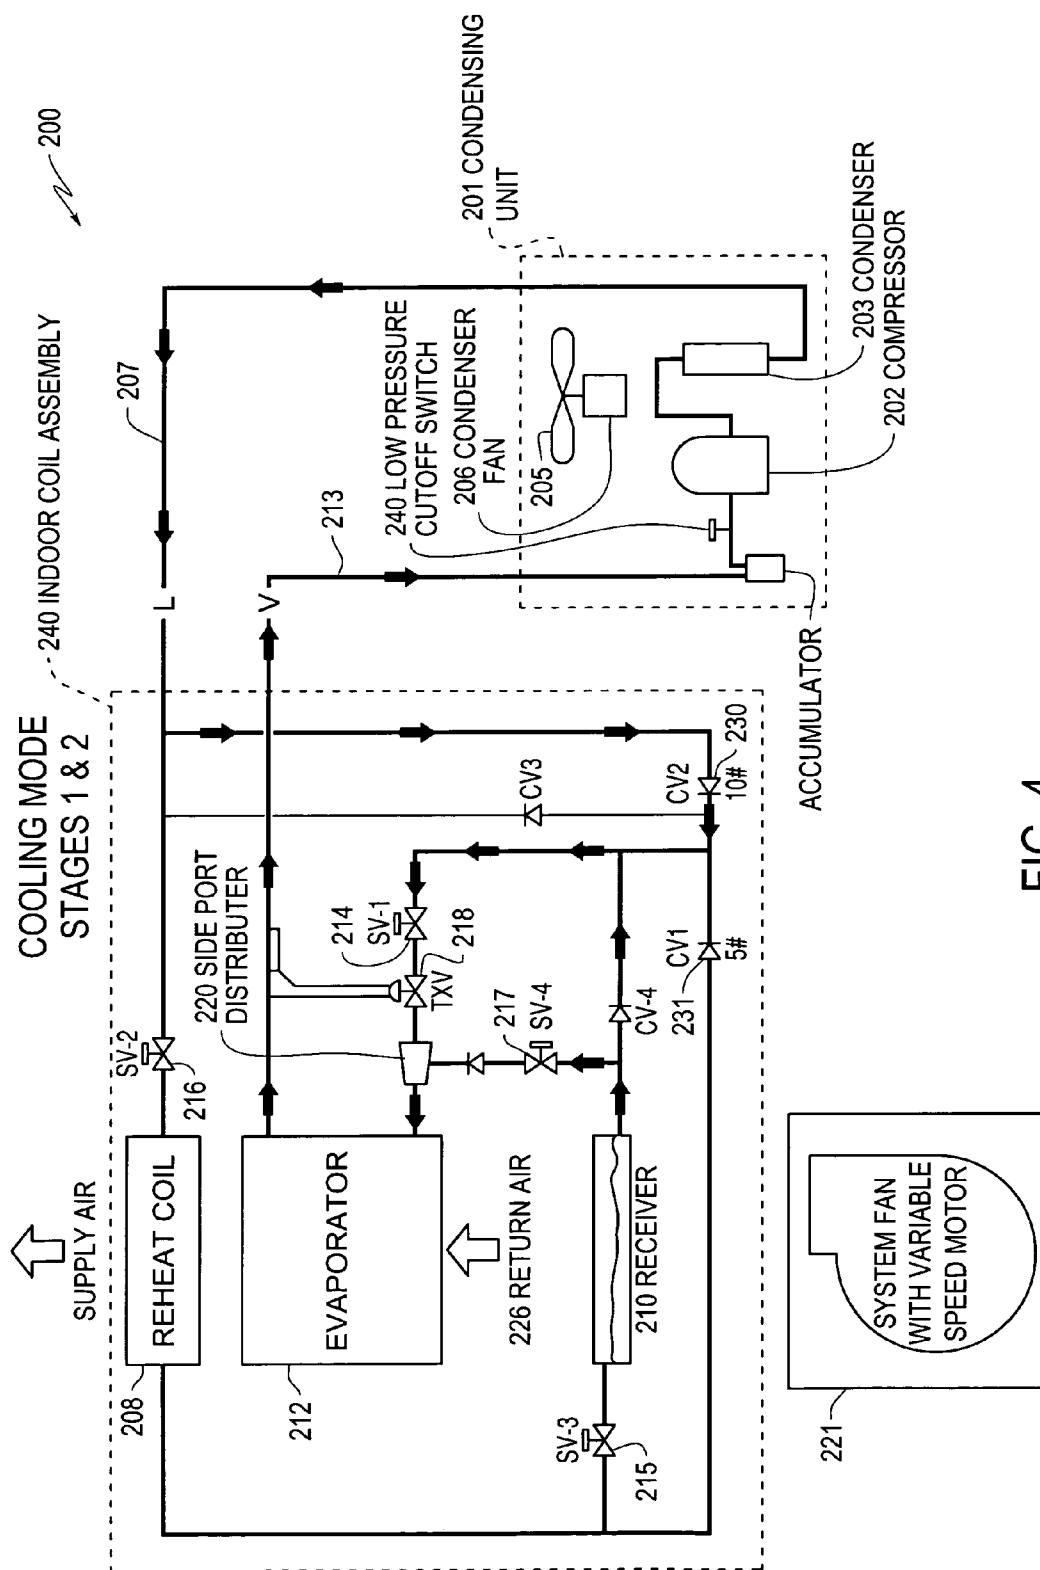 200
240 INDOOR COIL ASSEMBLY
COOLING MODE
STAGES 1 & 2
207
L
V
213
201 CONDENSING
UNIT
240 LOW PRESSURE
CUTOFF SWITCH
206 CONDENSER
FAN
205
203 CONDENSER
202 COMPRESSOR
ACCUMULATOR
SUPPLY AIR
REHEAT COIL
208
SV-2
216
EVAPORATOR
212
220 SIDE PORT
DISTRIBUTER
214
SV-1
218
TXV
217
SV-4
CV-4
CV3
CV2
10#
230
CV1
5#
231
226 RETURN AIR
210 RECEIVER
SV-3
215
SYSTEM FAN
WITH VARIABLE
SPEED MOTOR
221